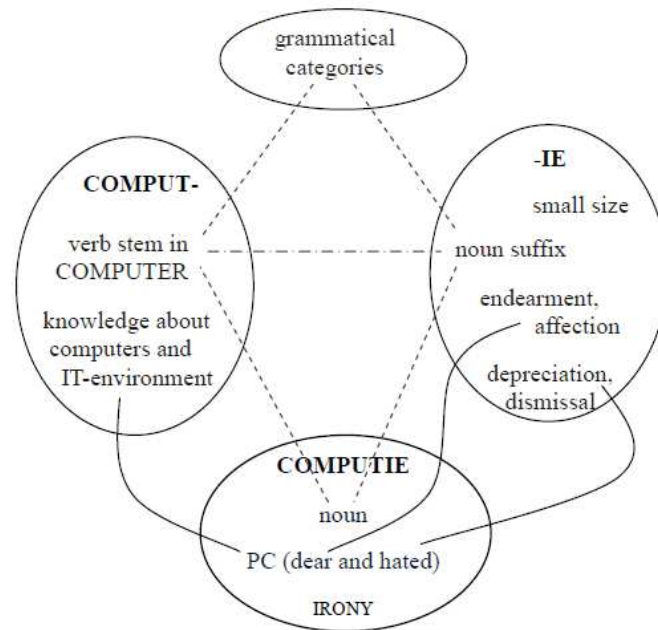 grammatical
categories
COMPUT-
verb stem in
COMPUTER
knowledge about
computers and
IT-environment
-IE
small size
noun suffix
endearment,
affection
depreciation,
dismissal
COMPUTIE
noun
PC (dear and hated)
IRONY